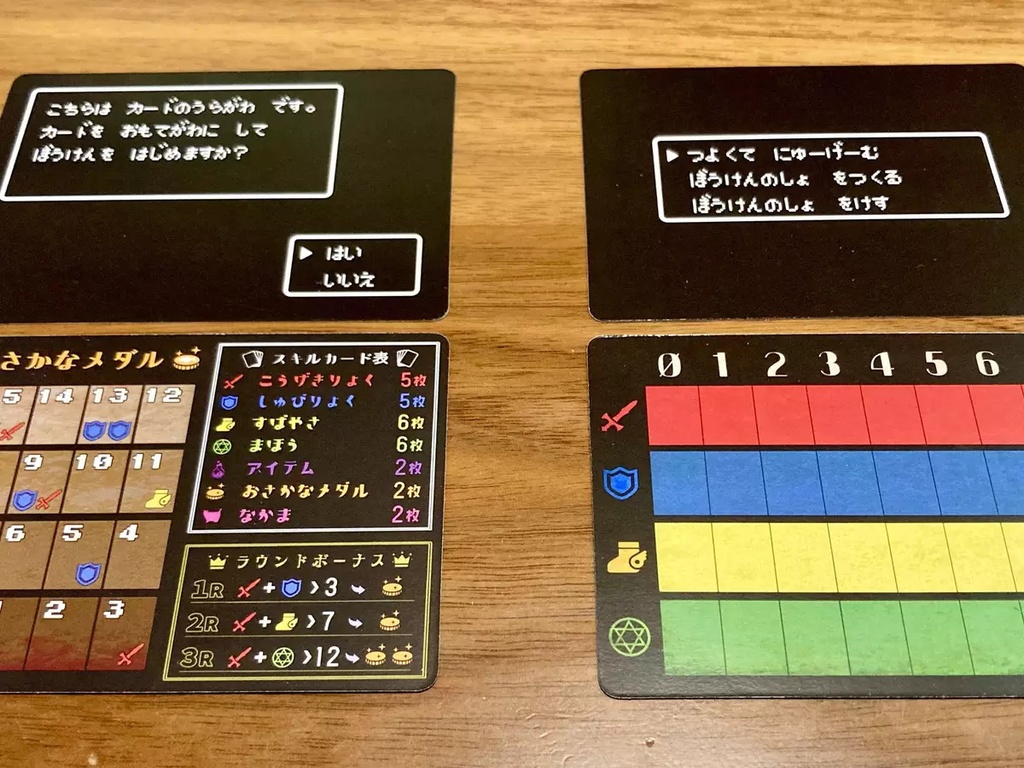 こちらは カードのうらがわ です。
カードを おもてがわに して
ぼうけんを はじめますか?
▶ はい
いいえ
▶ つよくて にゅーげーむ
ぼうけんのしょ をつくる
ぼうけんのしょ をけす
さかなメダル
5 14 13 12
9 10 11
6 5 4
2 3
スキルカード表
こうげきりょく 5枚
しゅびりょく 5枚
すばやさ 6枚
まほう 6枚
アイテム 2枚
おさかなメダル 2枚
なかま 2枚
ラウンドボーナス
1R + >3
2R + >7
3R + >12
0 1 2 3 4 5 6